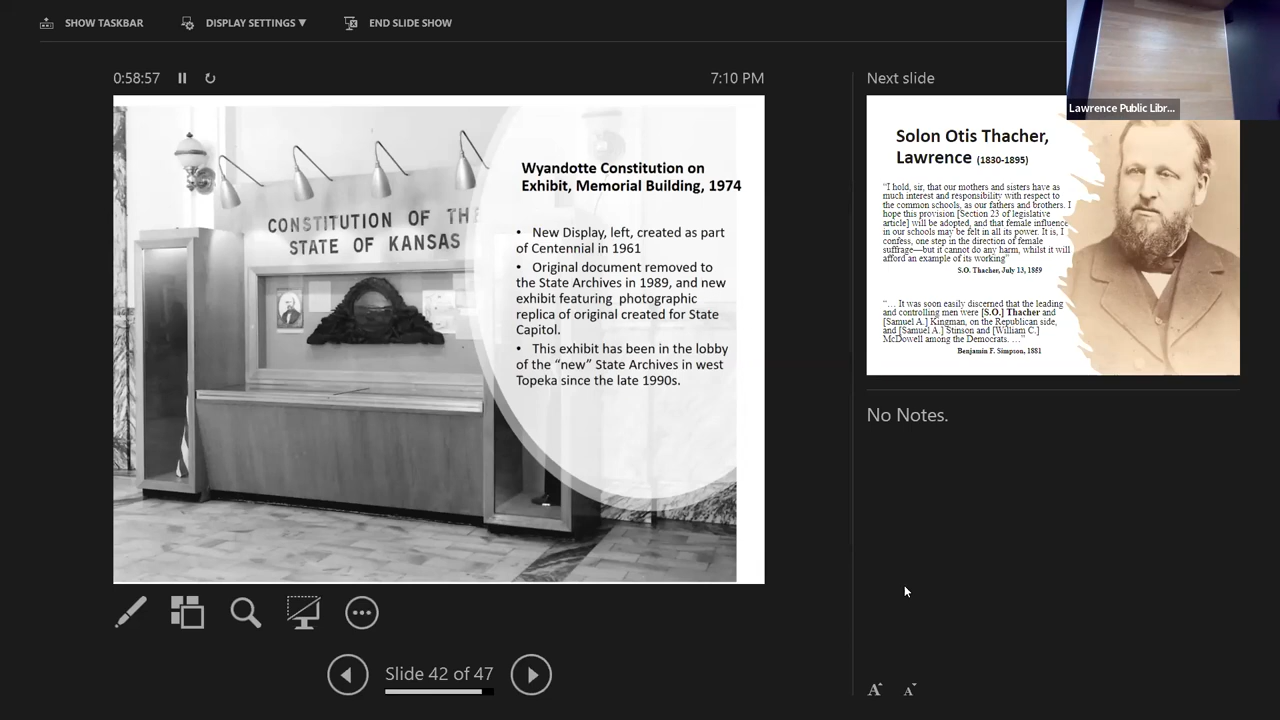 SHOW TASKBAR
DISPLAY SETTINGS ▼
END SLIDE SHOW
0:58:57
7:10 PM
CONSTITUTION OF THE
STATE OF KANSAS
Wyandotte Constitution on
Exhibit, Memorial Building, 1974
• New Display, left, created as part
of Centennial in 1961
• Original document removed to
the State Archives in 1989, and new
exhibit featuring photographic
replica of original created for State
Capitol.
• This exhibit has been in the lobby
of the “new” State Archives in west
Topeka since the late 1990s.
Slide 42 of 47
Next slide
Lawrence Public Libr...
Solon Otis Thacher,
Lawrence (1830-1895)
“I hold, sir, that our mothers and sisters have as
much interest and responsibility with respect to
the common schools, as our fathers and brothers. I
hope this provision [Section 23 of legislative
article] will be adopted, and that female influence
in our schools may be felt in all its power. It is, I
confess, one step in the direction of female
suffrage—but it cannot do any harm, whilst it will
afford an example of its working”
S.O. Thacher, July 13, 1859
“… It was soon easily discerned that the leading
and controlling men were [S.O.] Thacher and
[Samuel A.] Kingman, on the Republican side,
and [Samuel A.] Stinson and [William C.]
McDowell among the Democrats. …”
Benjamin F. Simpson, 1881
No Notes.
A A